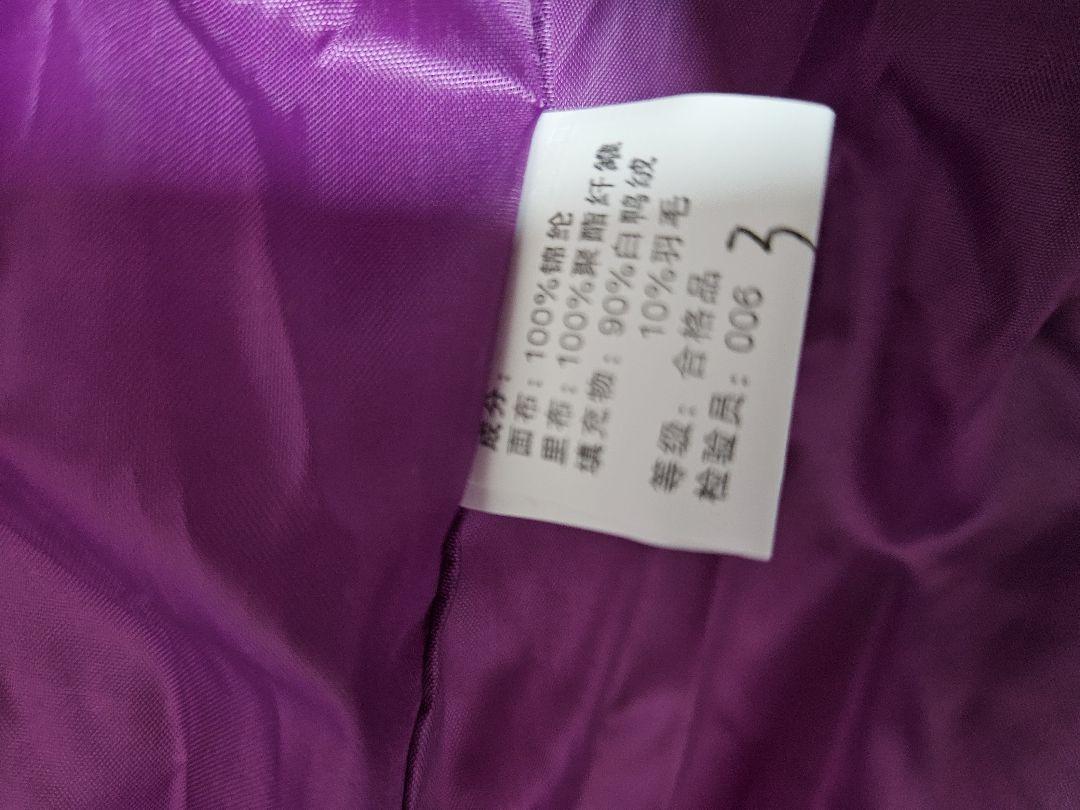 成分：
面布：100%锦纶
里布：100%聚酯纤维
填充物：90%白鸭绒
10%羽毛
等级：合格品
检验员：006
3